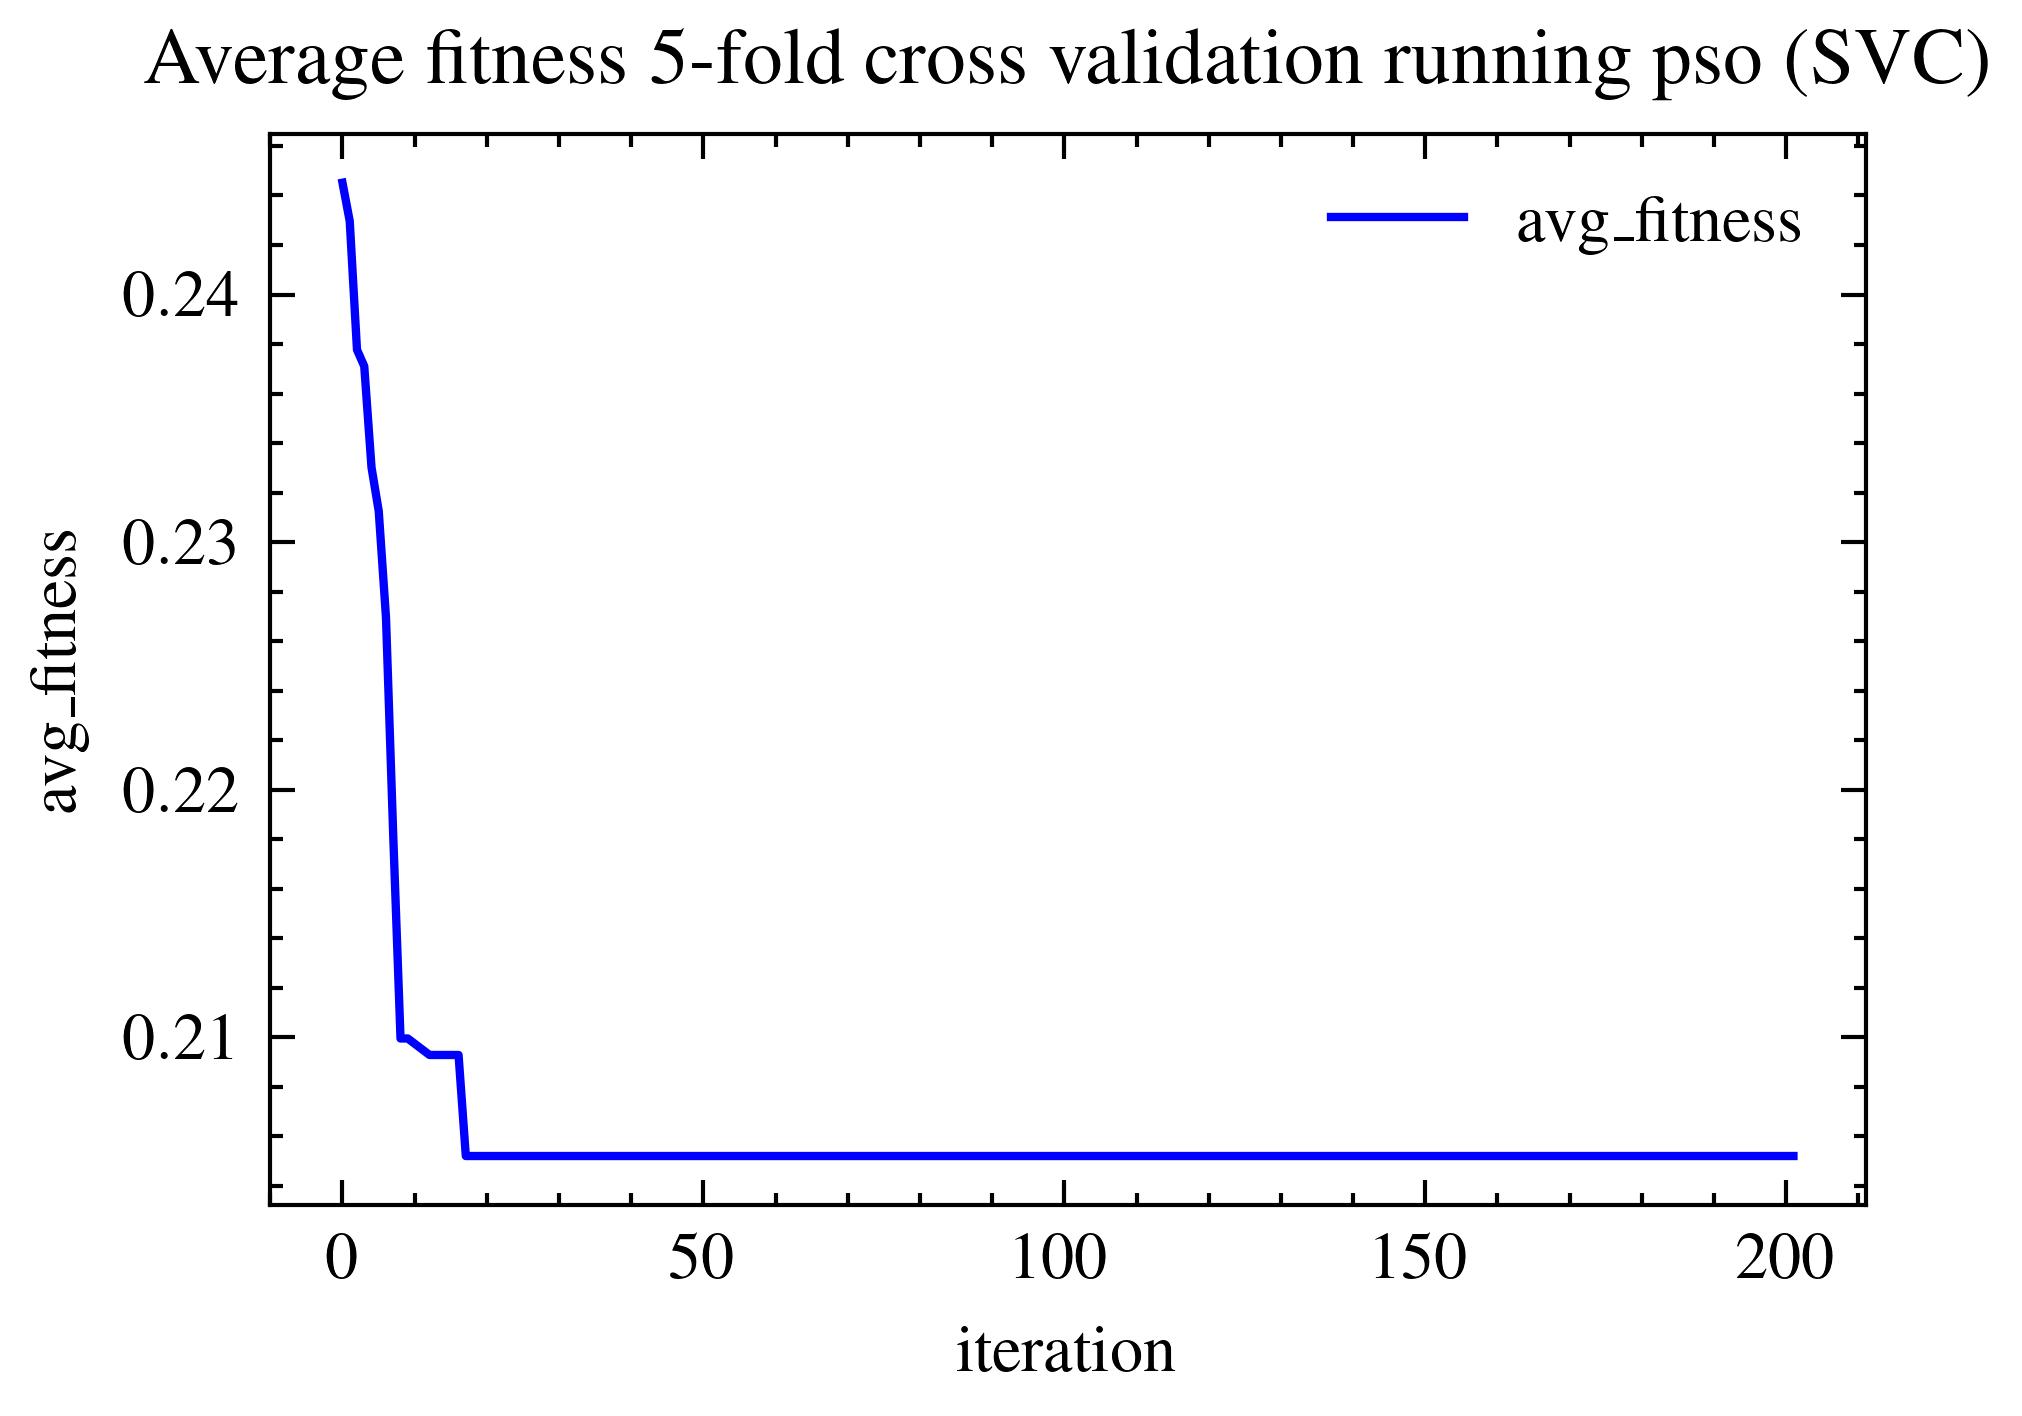 Average fitness 5-fold cross validation running pso (SVC)
avg_fitness
0.24
0.23
0.22
0.21
avg_fitness
0 50 100 150 200
iteration